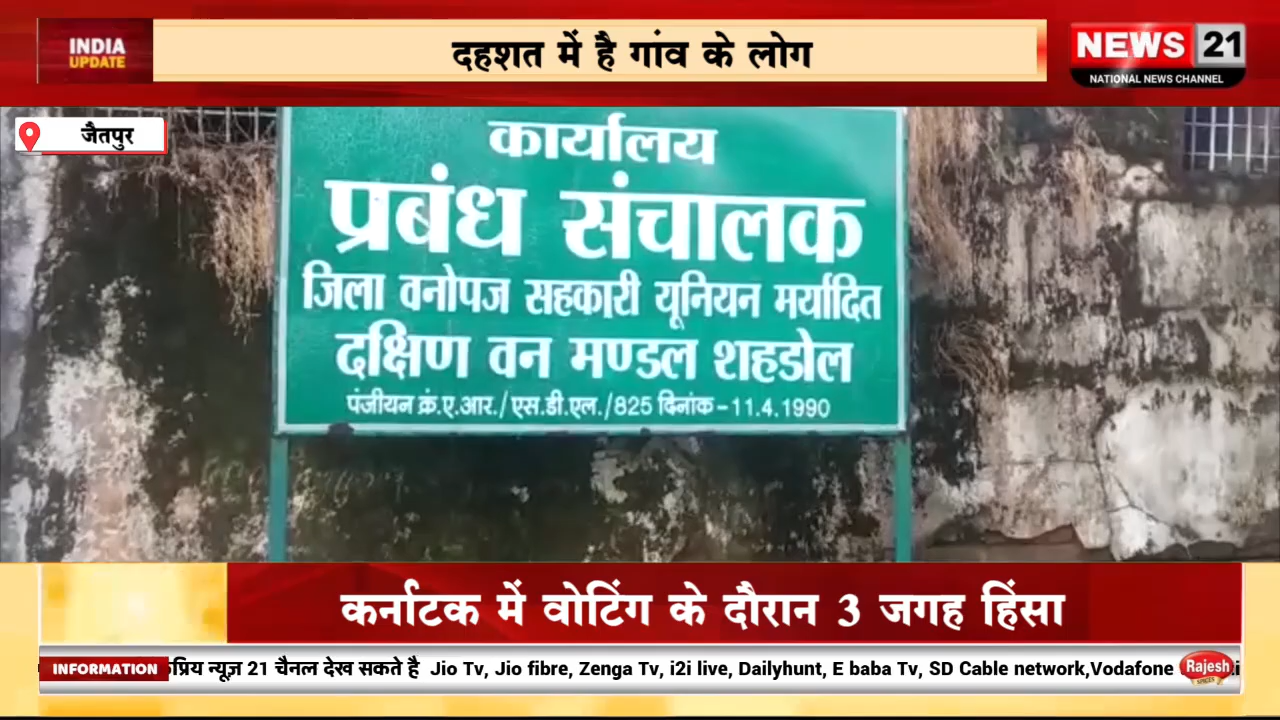 INDIA
UPDATE
दहशत में है गांव के लोग
NEWS 21
NATIONAL NEWS CHANNEL
जैतपुर
कार्यालय
प्रबंध संचालक
जिला वनोपज सहकारी यूनियन मर्यादित
दक्षिण वन मण्डल शहडोल
पंजीयन क्रं.ए.आर./एस.डी.एल./825 दिनांक-11.4.1990
कर्नाटक में वोटिंग के दौरान 3 जगह हिंसा
INFORMATION
न्यूज़ 21 चैनल देख सकते है Jio Tv, Jio fibre, Zenga Tv, i2i live, Dailyhunt, E baba Tv, SD Cable network,Vodafone
Rajesh
SPICES